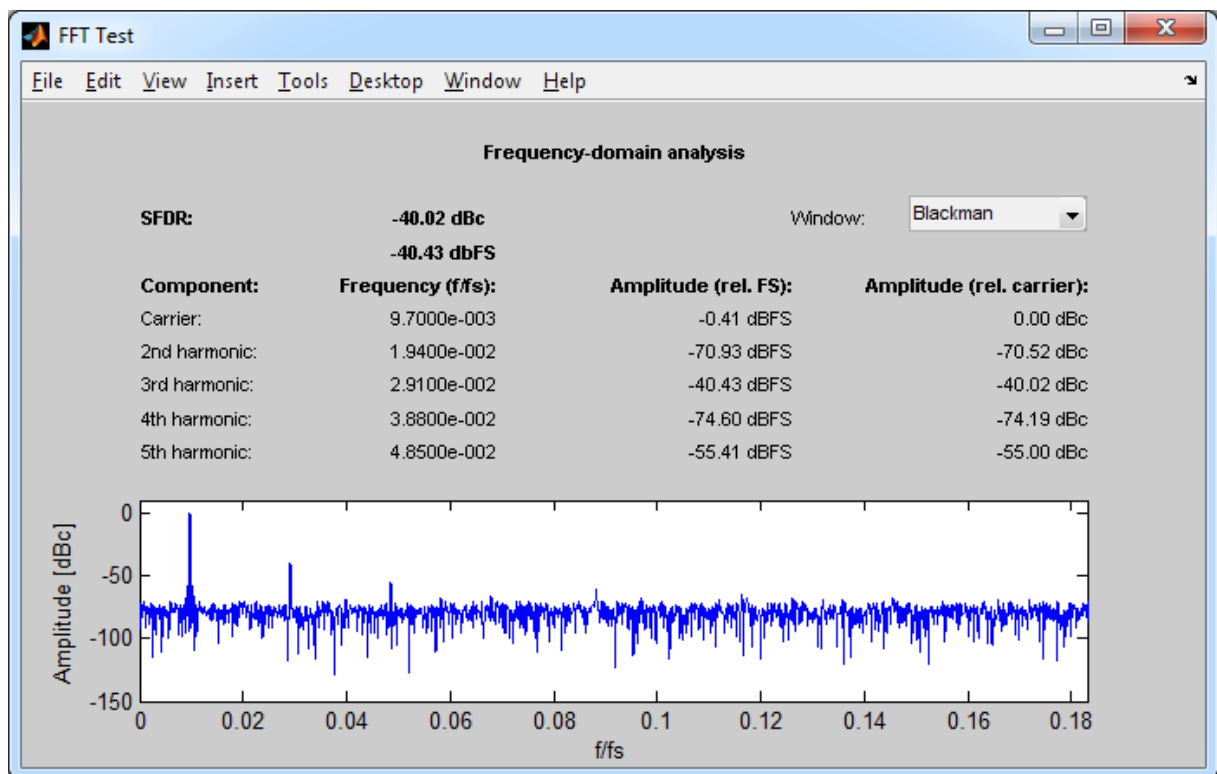 FFT Test
File Edit View Insert Tools Desktop Window Help
Frequency-domain analysis
SFDR: -40.02 dBc Window: Blackman
-40.43 dbFS
Component: Frequency (f/fs): Amplitude (rel. FS): Amplitude (rel. carrier):
Carrier: 9.7000e-003 -0.41 dBFS 0.00 dBc
2nd harmonic: 1.9400e-002 -70.93 dBFS -70.52 dBc
3rd harmonic: 2.9100e-002 -40.43 dBFS -40.02 dBc
4th harmonic: 3.8800e-002 -74.60 dBFS -74.19 dBc
5th harmonic: 4.8500e-002 -55.41 dBFS -55.00 dBc
Amplitude [dBc]
0
-50
-100
-150
0 0.02 0.04 0.06 0.08 0.1 0.12 0.14 0.16 0.18
f/fs